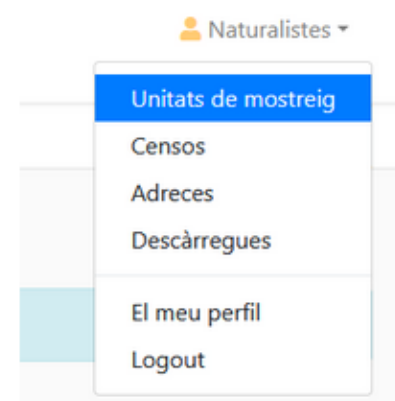 Naturalistes
Unitats de mostreig
Censos
Adreces
Descàrregues
El meu perfil
Logout